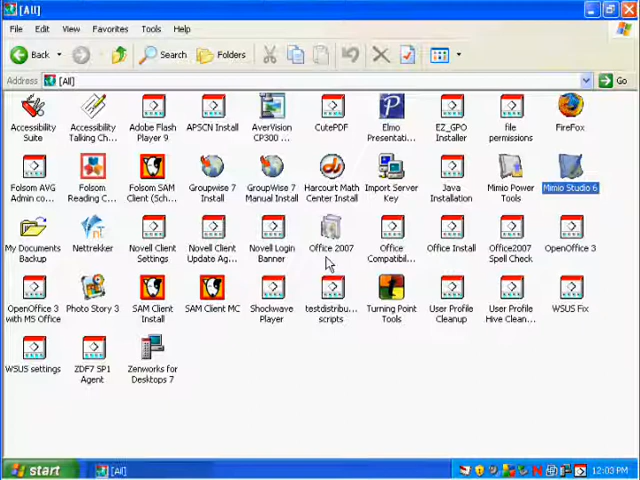 [All]
File Edit View Favorites Tools Help
Back Search Folders
Address [All] Go
Accessibility Suite
Accessibility Talking Ch...
Adobe Flash Player 9
APSCN Install
AverVision CP300 ...
CutePDF
Elmo Presentati...
EZ_GPO Installer
file permissions
FireFox
Folsom AVG Admin co...
Folsom Reading C...
Folsom SAM Client (Sch...
Groupwise 7 Install
GroupWise 7 Manual Install
Harcourt Math Center Install
Import Server Key
Java Installation
Mimio Power Tools
Mimio Studio 6
My Documents Backup
Nettrekker
Novell Client Settings
Novell Client Update Ag...
Novell Login Banner
Office 2007
Office Compatibil...
Office Install
Office2007 Spell Check
OpenOffice 3
OpenOffice 3 with MS Office
Photo Story 3
SAM Client Install
SAM Client MC
Shockwave Player
testdistribu... scripts
Turning Point Tools
User Profile Cleanup
User Profile Hive Clean...
WSUS Fix
WSUS settings
ZDF7 SP1 Agent
Zenworks for Desktops 7
start [All] 12:03 PM